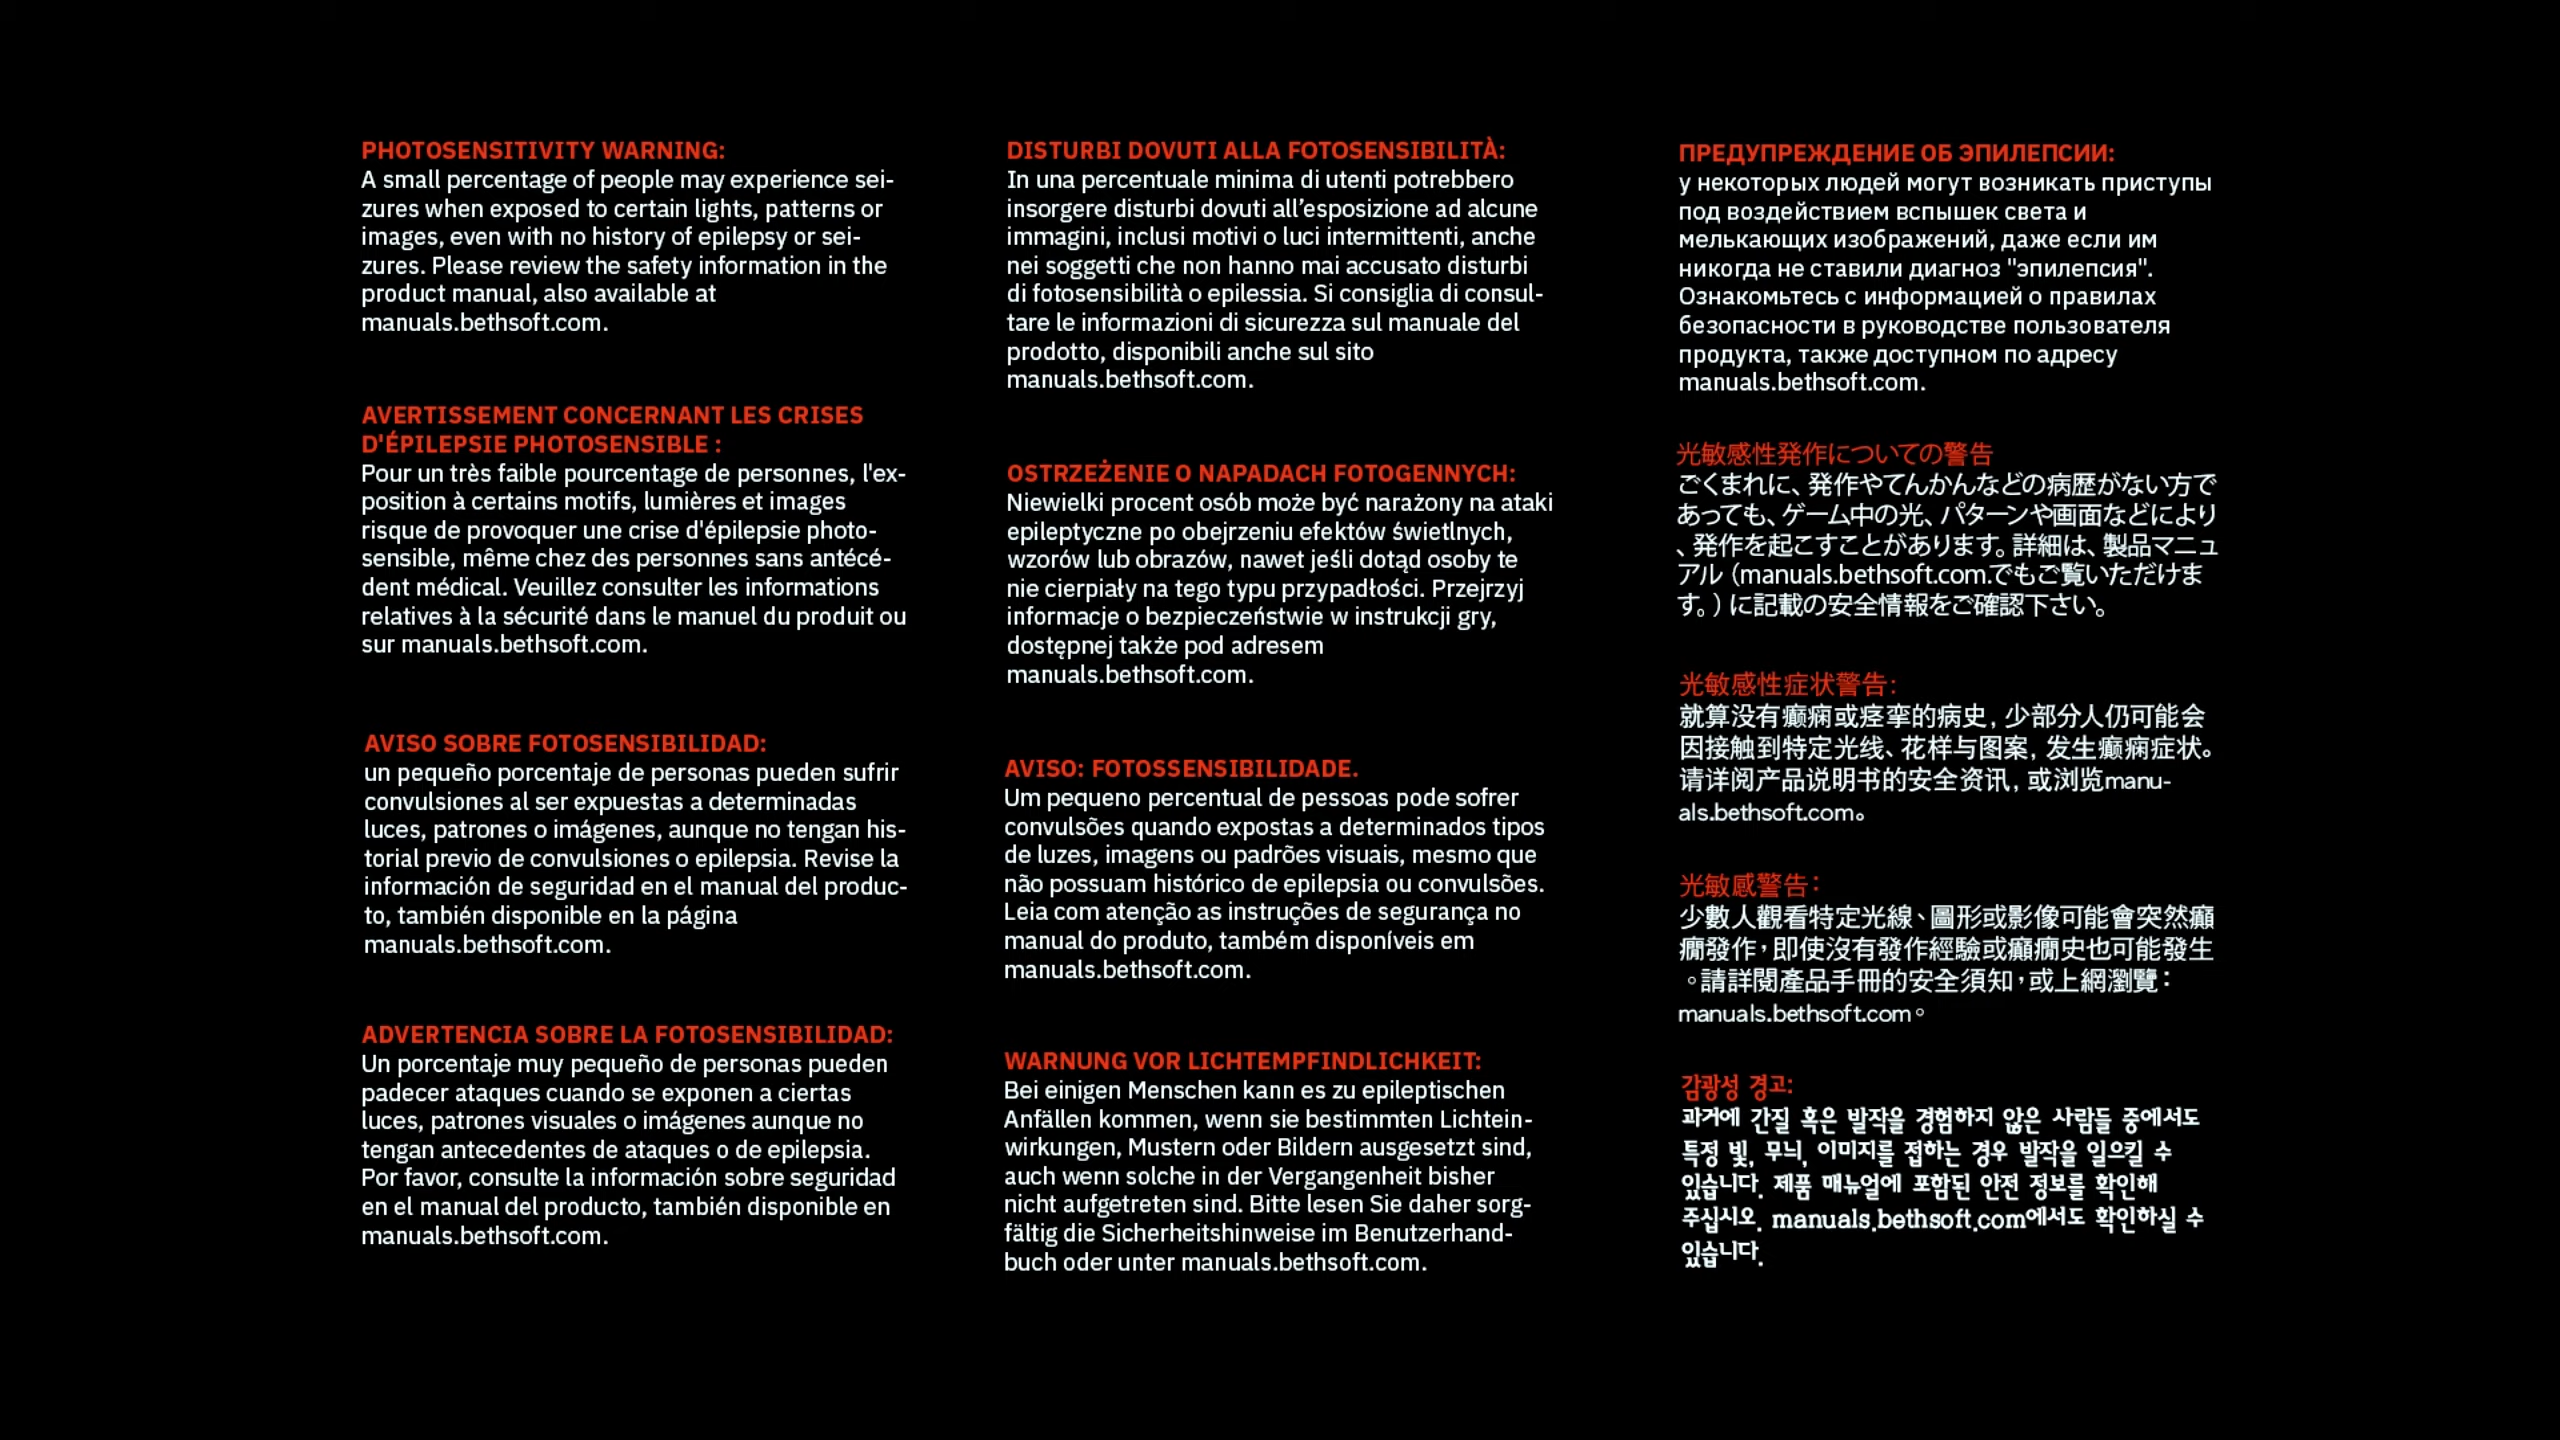 PHOTOSENSITIVITY WARNING:
A small percentage of people may experience sei-
zures when exposed to certain lights, patterns or
images, even with no history of epilepsy or sei-
zures. Please review the safety information in the
product manual, also available at
manuals.bethsoft.com.
AVERTISSEMENT CONCERNANT LES CRISES
D'ÉPILEPSIE PHOTOSENSIBLE :
Pour un très faible pourcentage de personnes, l'ex-
position à certains motifs, lumières et images
risque de provoquer une crise d'épilepsie photo-
sensible, même chez des personnes sans antécé-
dent médical. Veuillez consulter les informations
relatives à la sécurité dans le manuel du produit ou
sur manuals.bethsoft.com.
AVISO SOBRE FOTOSENSIBILIDAD:
un pequeño porcentaje de personas pueden sufrir
convulsiones al ser expuestas a determinadas
luces, patrones o imágenes, aunque no tengan his-
torial previo de convulsiones o epilepsia. Revise la
información de seguridad en el manual del produc-
to, también disponible en la página
manuals.bethsoft.com.
ADVERTENCIA SOBRE LA FOTOSENSIBILIDAD:
Un porcentaje muy pequeño de personas pueden
padecer ataques cuando se exponen a ciertas
luces, patrones visuales o imágenes aunque no
tengan antecedentes de ataques o de epilepsia.
Por favor, consulte la información sobre seguridad
en el manual del producto, también disponible en
manuals.bethsoft.com.
DISTURBI DOVUTI ALLA FOTOSENSIBILITÀ:
In una percentuale minima di utenti potrebbero
insorgere disturbi dovuti all’esposizione ad alcune
immagini, inclusi motivi o luci intermittenti, anche
nei soggetti che non hanno mai accusato disturbi
di fotosensibilità o epilessia. Si consiglia di consul-
tare le informazioni di sicurezza sul manuale del
prodotto, disponibili anche sul sito
manuals.bethsoft.com.
OSTRZEŻENIE O NAPADACH FOTOGENNYCH:
Niewielki procent osób może być narażony na ataki
epileptyczne po obejrzeniu efektów świetlnych,
wzorów lub obrazów, nawet jeśli dotąd osoby te
nie cierpiały na tego typu przypadłości. Przejrzyj
informacje o bezpieczeństwie w instrukcji gry,
dostępnej także pod adresem
manuals.bethsoft.com.
AVISO: FOTOSSENSIBILIDADE.
Um pequeno percentual de pessoas pode sofrer
convulsões quando expostas a determinados tipos
de luzes, imagens ou padrões visuais, mesmo que
não possuam histórico de epilepsia ou convulsões.
Leia com atenção as instruções de segurança no
manual do produto, também disponíveis em
manuals.bethsoft.com.
WARNUNG VOR LICHTEMPFINDLICHKEIT:
Bei einigen Menschen kann es zu epileptischen
Anfällen kommen, wenn sie bestimmten Lichtein-
wirkungen, Mustern oder Bildern ausgesetzt sind,
auch wenn solche in der Vergangenheit bisher
nicht aufgetreten sind. Bitte lesen Sie daher sorg-
fältig die Sicherheitshinweise im Benutzerhand-
buch oder unter manuals.bethsoft.com.
ПРЕДУПРЕЖДЕНИЕ ОБ ЭПИЛЕПСИИ:
у некоторых людей могут возникать приступы
под воздействием вспышек света и
мелькающих изображений, даже если им
никогда не ставили диагноз "эпилепсия".
Ознакомьтесь с информацией о правилах
безопасности в руководстве пользователя
продукта, также доступном по адресу
manuals.bethsoft.com.
光敏感性発作についての警告
ごくまれに、発作やてんかんなどの病歴がない方で
あっても、ゲーム中の光、パターンや画面などにより
、発作を起こすことがあります。詳細は、製品マニュ
アル（manuals.bethsoft.com.でもご覧いただけま
す。）に記載の安全情報をご確認下さい。
光敏感性症状警告:
就算没有癫痫或痉挛的病史, 少部分人仍可能会
因接触到特定光线、花样与图案, 发生癫痫症状。
请详阅产品说明书的安全资讯, 或浏览manu-
als.bethsoft.com。
光敏感警告：
少數人觀看特定光線、圖形或影像可能會突然癲
癇發作，即使沒有發作經驗或癲癇史也可能發生
。請詳閱產品手冊的安全須知，或上網瀏覽：
manuals.bethsoft.com。
감광성 경고:
과거에 간질 혹은 발작을 경험하지 않은 사람들 중에서도
특정 빛, 무늬, 이미지를 접하는 경우 발작을 일으킬 수
있습니다. 제품 매뉴얼에 포함된 안전 정보를 확인해
주십시오. manuals.bethsoft.com에서도 확인하실 수
있습니다.